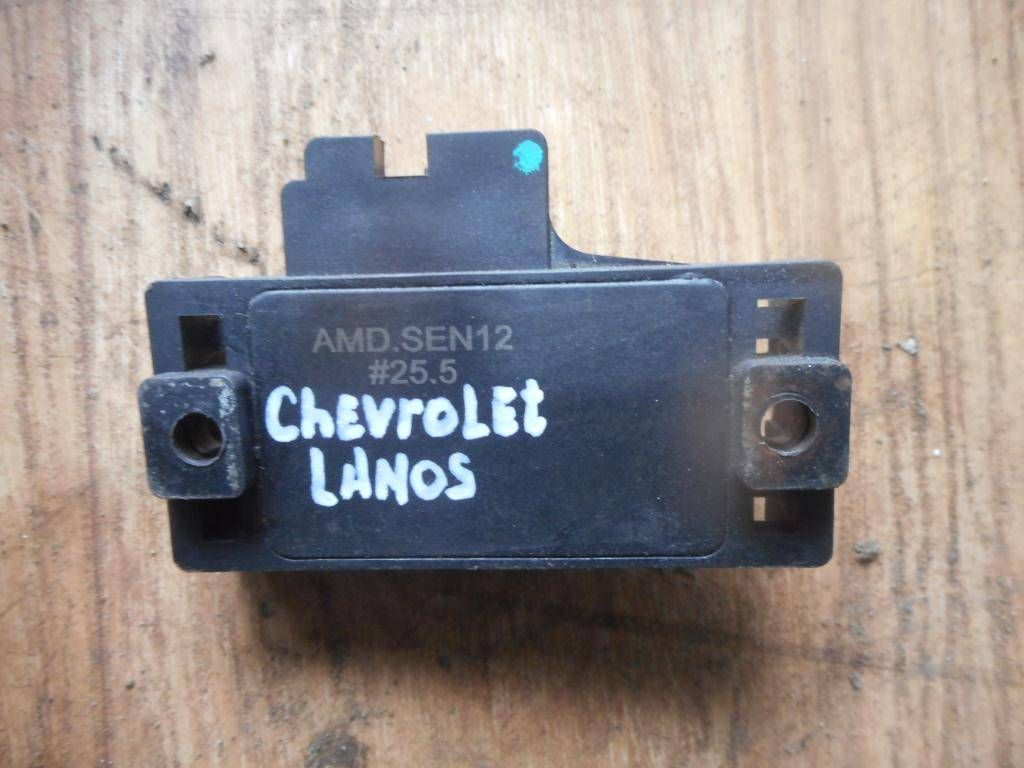 AMD.SEN12
#25.5
ChEvroLEt
LANOS